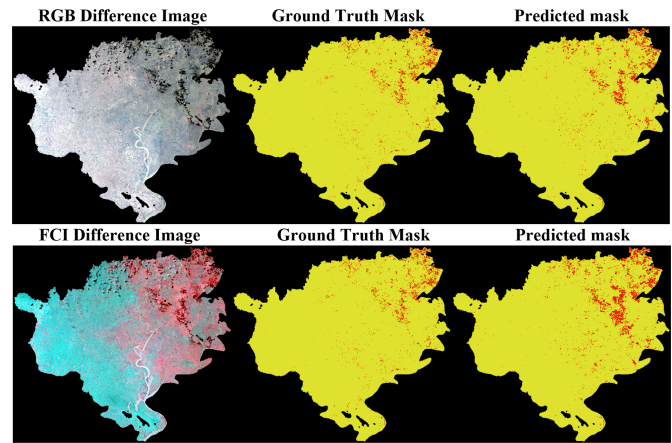 RGB Difference Image Ground Truth Mask Predicted mask
FCI Difference Image Ground Truth Mask Predicted mask